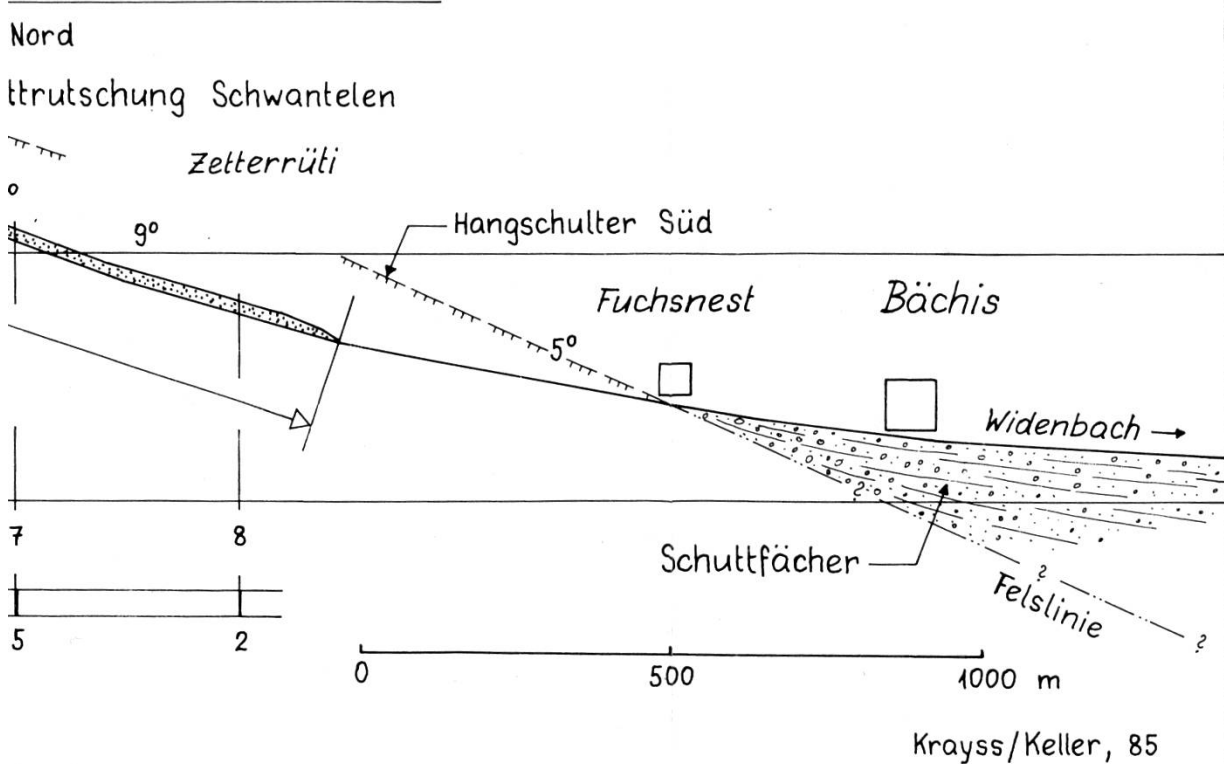 Nord
ttrutschung Schwantelen
Zetterrüti
o
9°
Hangschulter Süd
Fuchsnest
Bächis
5°
Widenbach →
?
7
8
Schuttfächer
?
Felslinie
?
5
2
0
500
1000 m
Krayss/Keller, 85